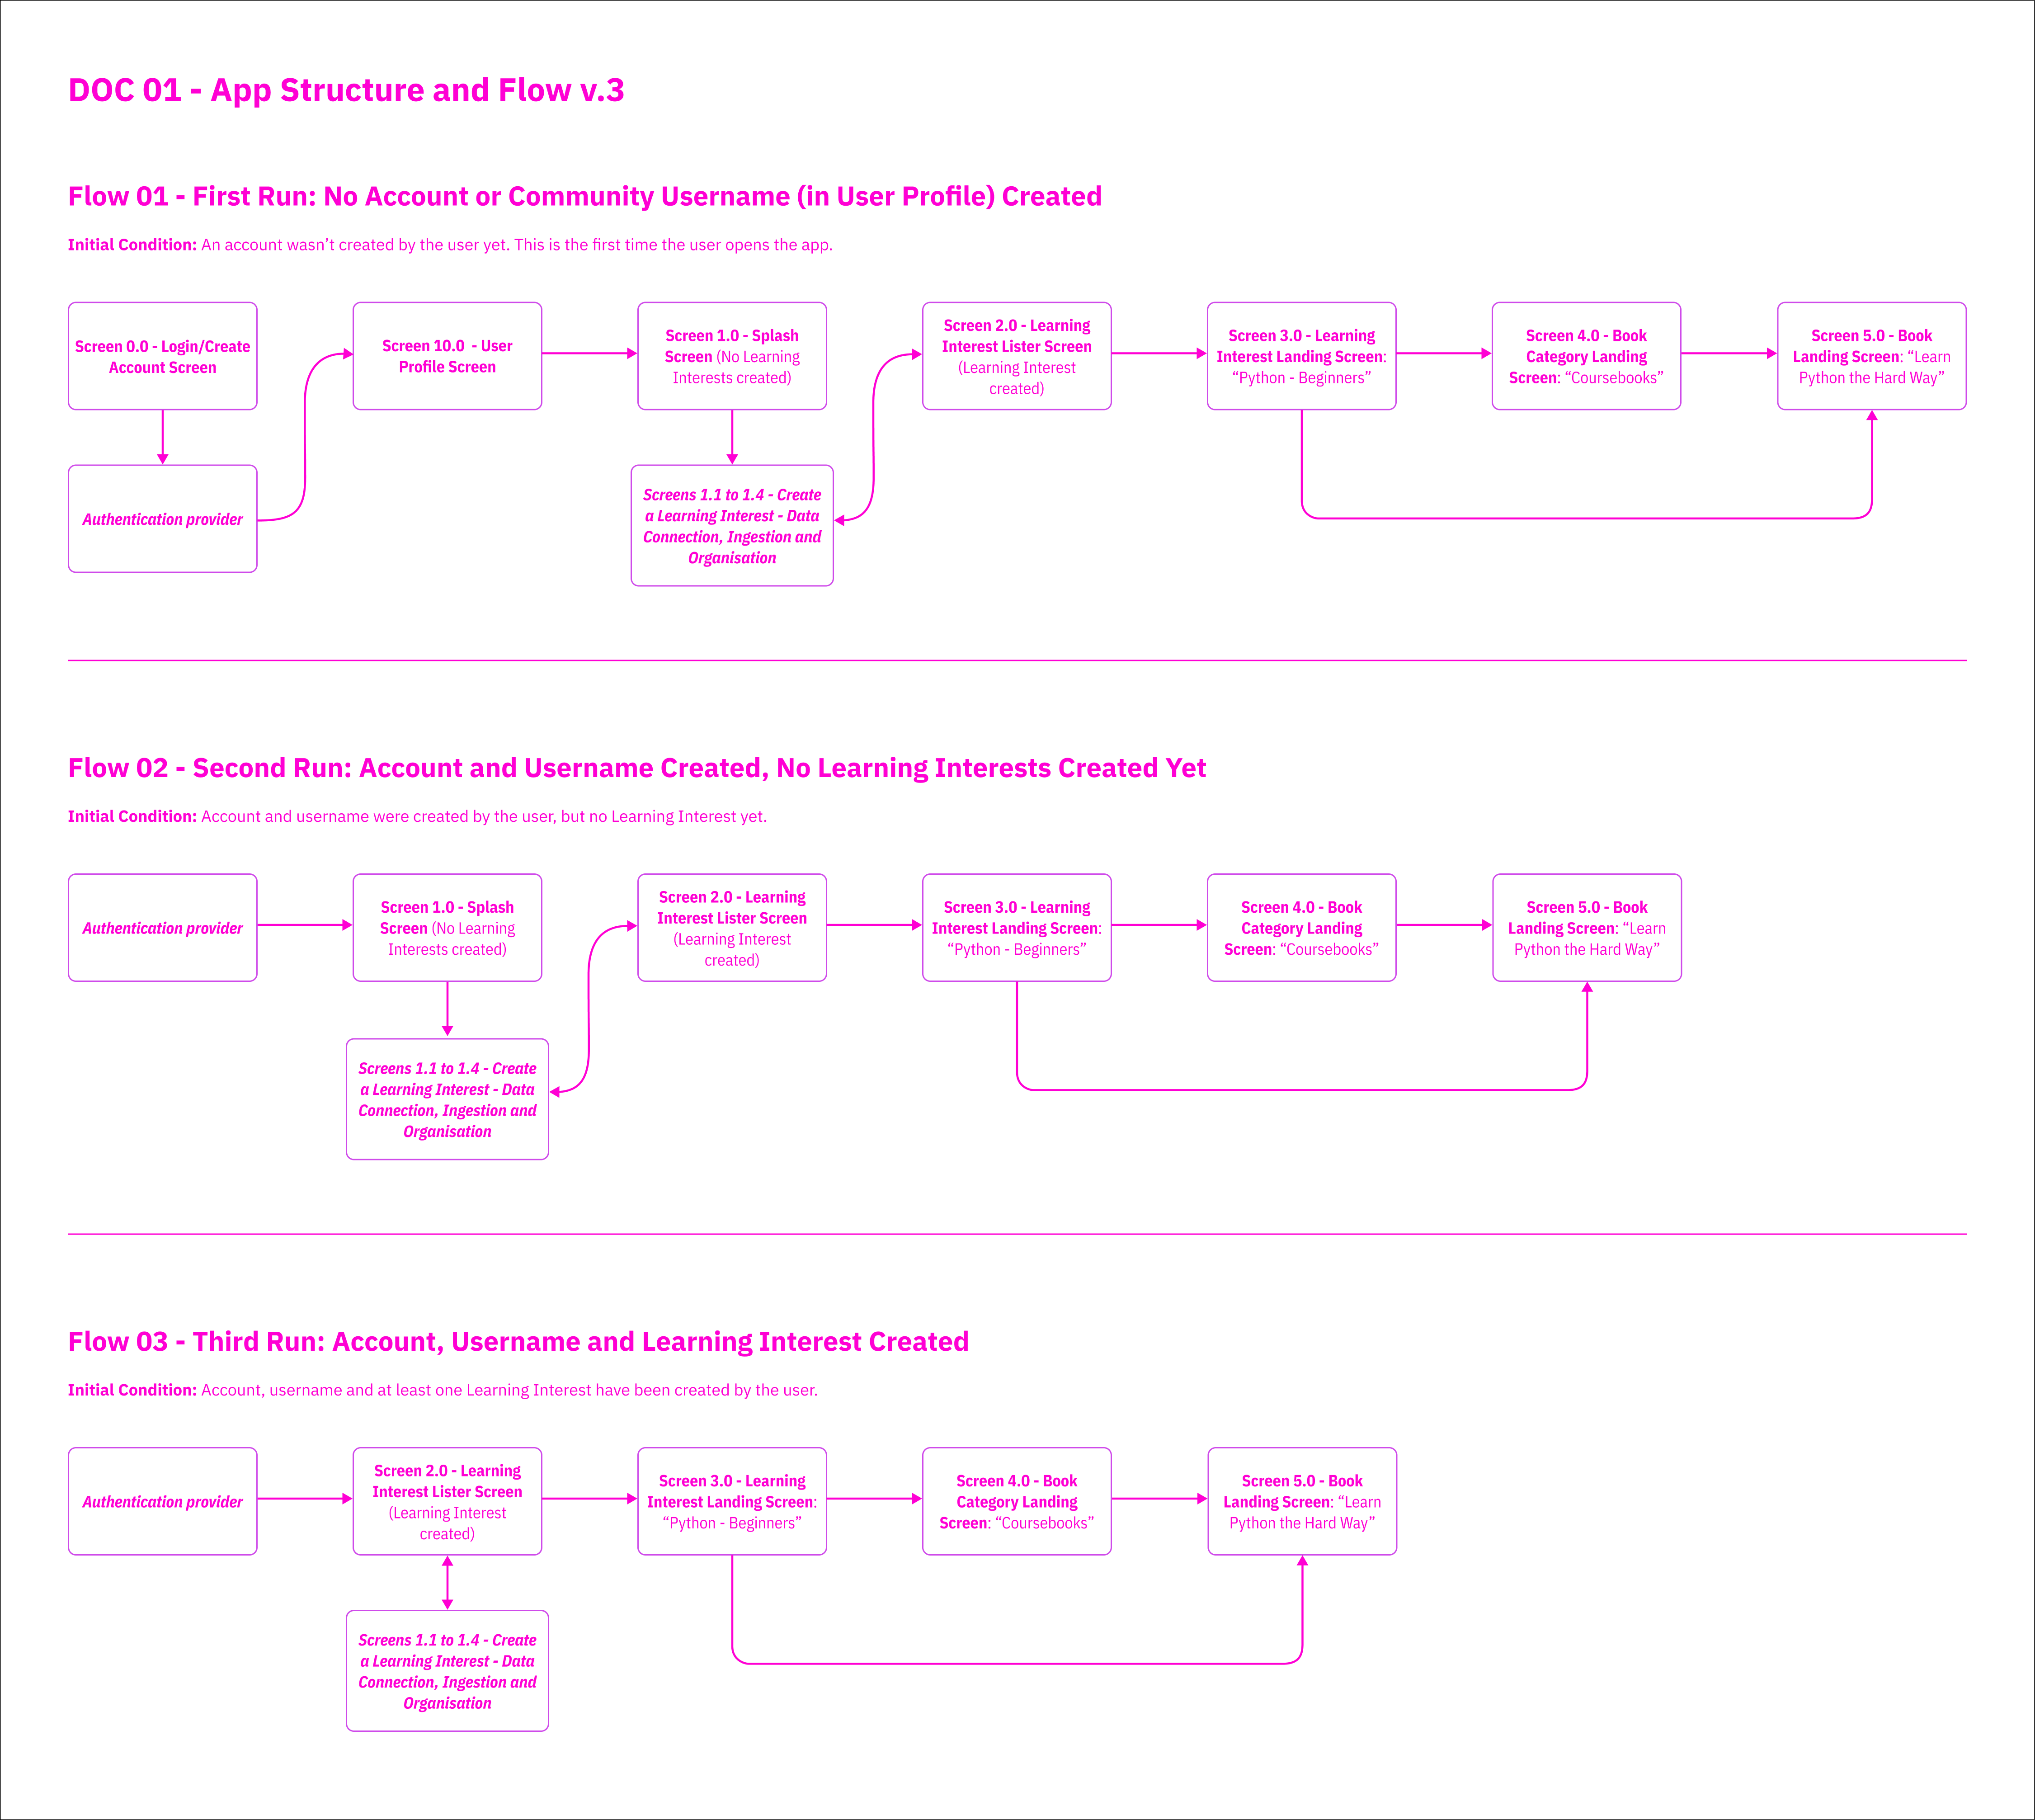 DOC 01 - App Structure and Flow v.3
Flow 01 - First Run: No Account or Community Username (in User Profile) Created
Initial Condition: An account wasn’t created by the user yet. This is the first time the user opens the app.
Screen 0.0 - Login/Create
Account Screen
Screen 10.0 - User
Profile Screen
Screen 1.0 - Splash
Screen (No Learning
Interests created)
Screen 2.0 - Learning
Interest Lister Screen
(Learning Interest
created)
Screen 3.0 - Learning
Interest Landing Screen:
“Python - Beginners”
Screen 4.0 - Book
Category Landing
Screen: “Coursebooks”
Screen 5.0 - Book
Landing Screen: “Learn
Python the Hard Way”
Authentication provider
Screens 1.1 to 1.4 - Create
a Learning Interest - Data
Connection, Ingestion and
Organisation
Flow 02 - Second Run: Account and Username Created, No Learning Interests Created Yet
Initial Condition: Account and username were created by the user, but no Learning Interest yet.
Authentication provider
Screen 1.0 - Splash
Screen (No Learning
Interests created)
Screen 2.0 - Learning
Interest Lister Screen
(Learning Interest
created)
Screen 3.0 - Learning
Interest Landing Screen:
“Python - Beginners”
Screen 4.0 - Book
Category Landing
Screen: “Coursebooks”
Screen 5.0 - Book
Landing Screen: “Learn
Python the Hard Way”
Screens 1.1 to 1.4 - Create
a Learning Interest - Data
Connection, Ingestion and
Organisation
Flow 03 - Third Run: Account, Username and Learning Interest Created
Initial Condition: Account, username and at least one Learning Interest have been created by the user.
Authentication provider
Screen 2.0 - Learning
Interest Lister Screen
(Learning Interest
created)
Screen 3.0 - Learning
Interest Landing Screen:
“Python - Beginners”
Screen 4.0 - Book
Category Landing
Screen: “Coursebooks”
Screen 5.0 - Book
Landing Screen: “Learn
Python the Hard Way”
Screens 1.1 to 1.4 - Create
a Learning Interest - Data
Connection, Ingestion and
Organisation